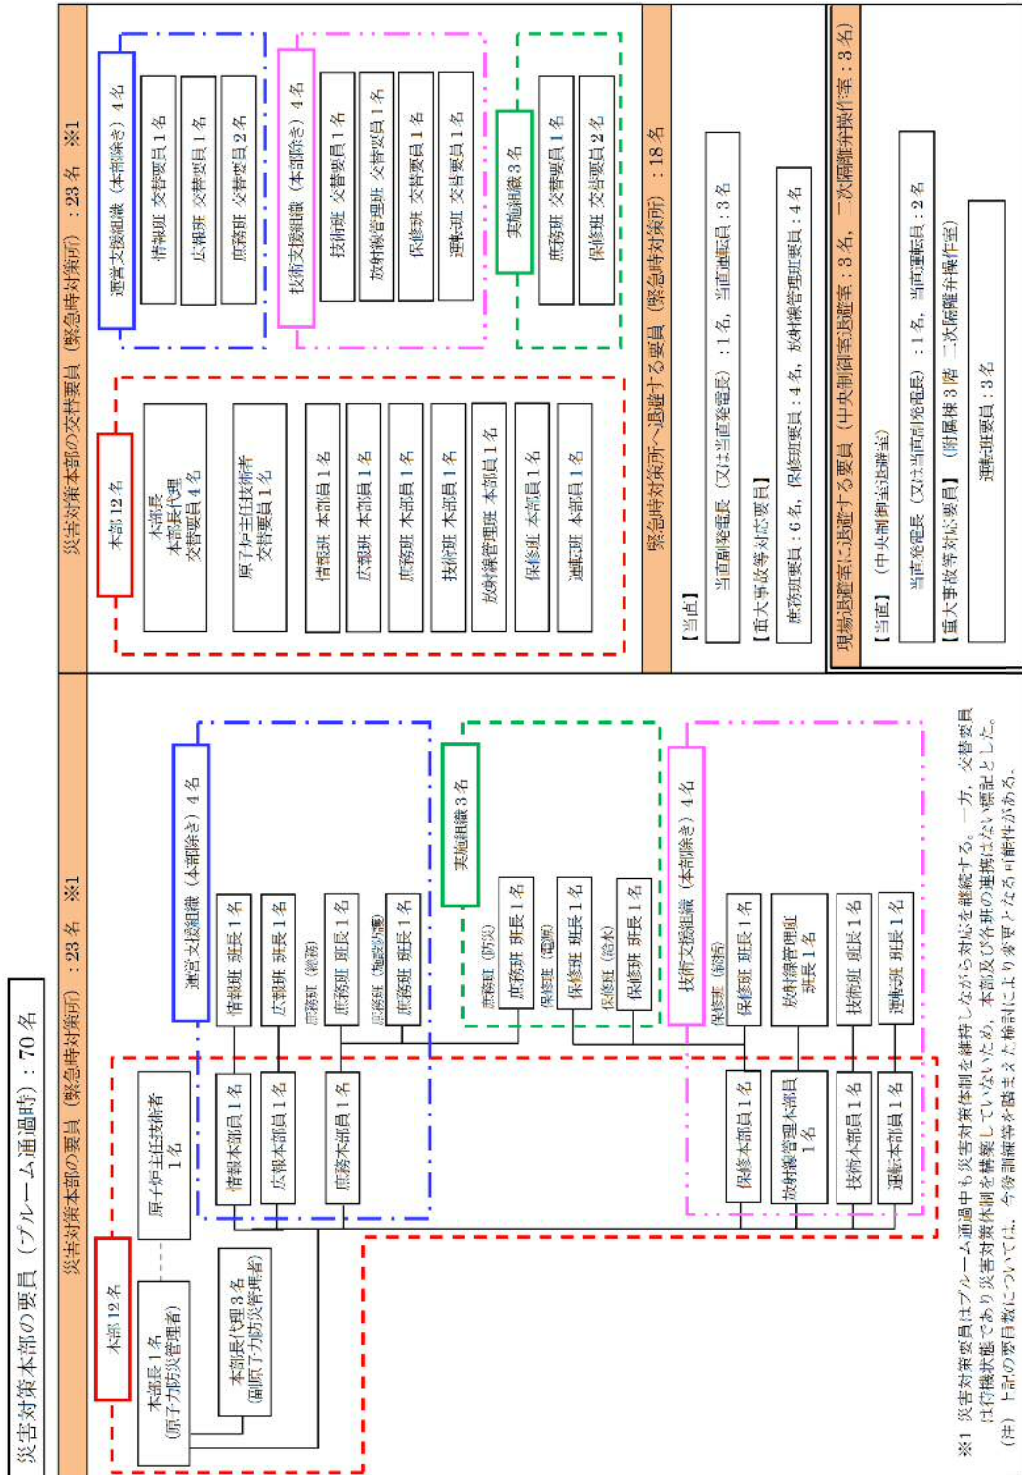 災害対策本部の要員（プルーム通過時）：70名
災害対策本部の要員（緊急時対策所）：23名　※1
本部12名
本部長1名
（原子力防災管理者）
原子炉主任技術者
1名
本部長代理3名
（副原子力防災管理者）
運営支援組織（本部除き）4名
情報本部員1名
情報班 班長1名
広報本部員1名
広報班 班長1名
庶務班（総務）
庶務本部員1名
庶務班 班長1名
庶務班（施設防護）
庶務班 班長1名
実施組織3名
庶務班（防災）
庶務班 班長1名
保修班（電源）
保修班 班長1名
保修班（給水）
保修班 班長1名
技術支援組織（本部除き）4名
保修班（総括）
保修本部員1名
保修班 班長1名
放射線管理本部員
1名
放射線管理班
班長1名
技術本部員1名
技術班 班長1名
運転本部員1名
運転班 班長1名
※1 災害対策要員はプルーム通過中も災害対策体制を維持しながら対応を継続する。一方，交替要員
は待機状態であり災害対策体制を構築していないため，本部及び各班の連携はない標記とした。
（注）上記の要員数については，今後訓練等を踏まえた検討により変更となる可能性がある。
災害対策本部の交替要員（緊急時対策所）：23名　※1
本部12名
本部長
本部長代理
交替要員4名
原子炉主任技術者
交替要員1名
情報班 本部員1名
広報班 本部員1名
庶務班 本部員1名
技術班 本部員1名
放射線管理班 本部員1名
保修班 本部員1名
運転班 本部員1名
運営支援組織（本部除き）4名
情報班 交替要員1名
広報班 交替要員1名
庶務班 交替要員2名
技術支援組織（本部除き）4名
技術班 交替要員1名
放射線管理班 交替要員1名
保修班 交替要員1名
運転班 交替要員1名
実施組織3名
庶務班 交替要員1名
保修班 交替要員2名
緊急時対策所へ退避する要員（緊急時対策所）：18名
【当直】
当直副発電長（又は当直発電長）：1名，当直運転員：3名
【重大事故等対応要員】
庶務班要員：6名，保修班要員：4名，放射線管理班要員：4名
現場退避室に退避する要員（中央制御室退避室：3名，二次隔離弁操作室：3名）
【当直】（中央制御室退避室）
当直発電長（又は当直副発電長）：1名，当直運転員：2名
【重大事故等対応要員】（附属棟3階 二次隔離弁操作室）
運転班要員：3名